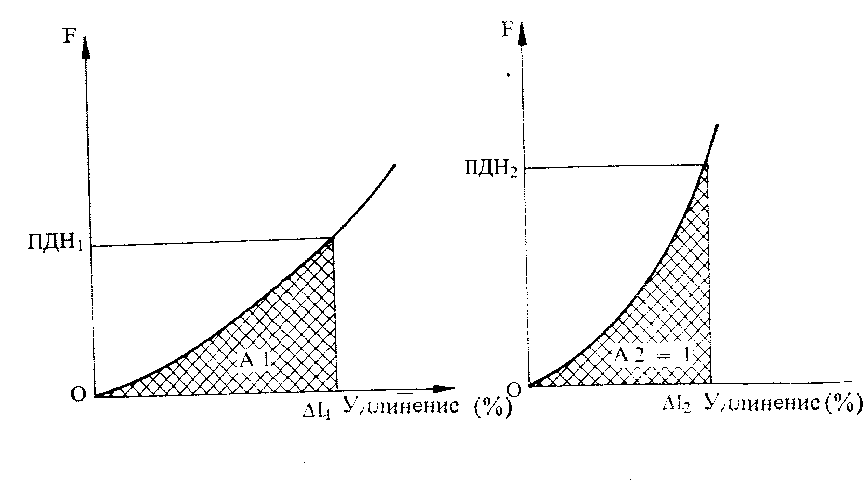 F
ПДН₁
A 1
O
Δl₁ Удлинение (%)
F
ПДН₂
A 2 = 1
O
Δl₂ Удлинение (%)